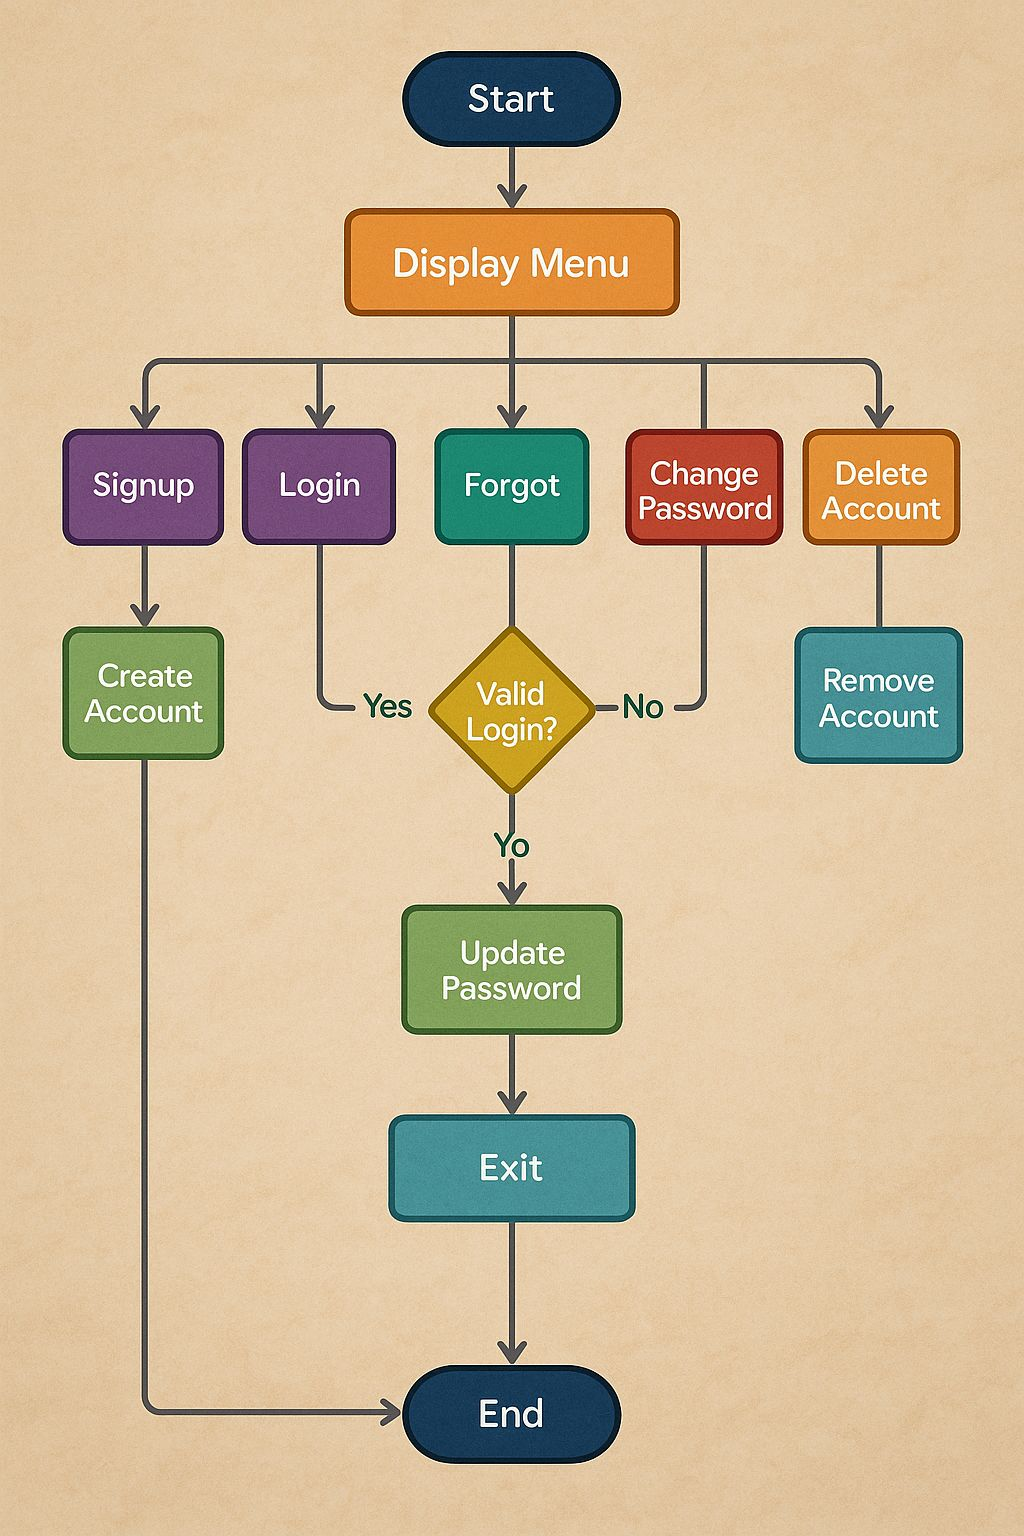 Start
Display Menu
Signup
Login
Forgot
Change
Password
Delete
Account
Create
Account
Yes
Valid
Login?
No
Remove
Account
Yo
Update
Password
Exit
End